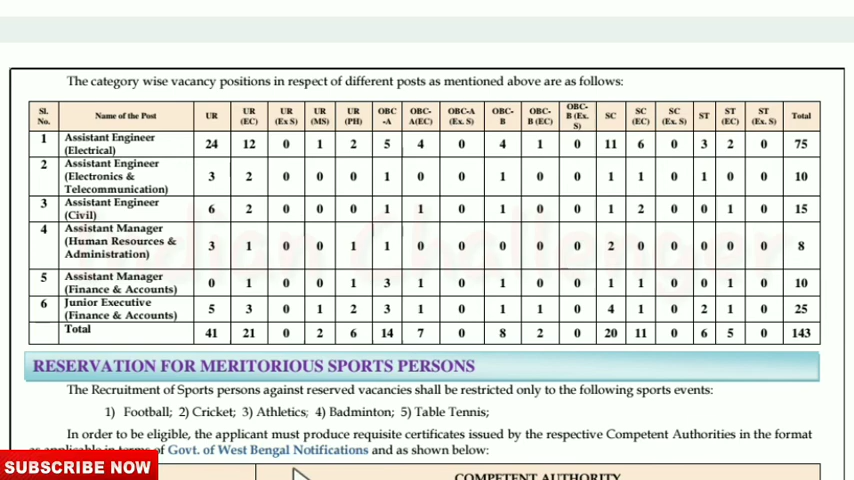 The category wise vacancy positions in respect of different posts as mentioned above are as follows:
Sl. No. Name of the Post UR UR (EC) UR (Ex S) UR (MS) UR (PH) OBC -A OBC- A(EC) OBC-A (Ex. S) OBC- B OBC- B (EC) OBC- B (Ex. S) SC SC (EC) SC (Ex. S) ST ST (EC) ST (Ex. S) Total
1 Assistant Engineer (Electrical) 24 12 0 1 2 5 4 0 4 1 0 11 6 0 3 2 0 75
2 Assistant Engineer (Electronics & Telecommunication) 3 2 0 0 0 1 0 0 1 0 0 1 1 0 1 0 0 10
3 Assistant Engineer (Civil) 6 2 0 0 0 1 1 0 1 0 0 1 2 0 0 1 0 15
4 Assistant Manager (Human Resources & Administration) 3 1 0 0 1 1 0 0 0 0 0 2 0 0 0 0 0 8
5 Assistant Manager (Finance & Accounts) 0 1 0 0 1 3 1 0 1 0 0 1 1 0 0 1 0 10
6 Junior Executive (Finance & Accounts) 5 3 0 1 2 3 1 0 1 1 0 4 1 0 2 1 0 25
Total 41 21 0 2 6 14 7 0 8 2 0 20 11 0 6 5 0 143
RESERVATION FOR MERITORIOUS SPORTS PERSONS
The Recruitment of Sports persons against reserved vacancies shall be restricted only to the following sports events:
1) Football; 2) Cricket; 3) Athletics; 4) Badminton; 5) Table Tennis;
In order to be eligible, the applicant must produce requisite certificates issued by the respective Competent Authorities in the format
as applicable in terms of Govt. of West Bengal Notifications and as shown below:
SUBSCRIBE NOW
COMPETENT AUTHORITY